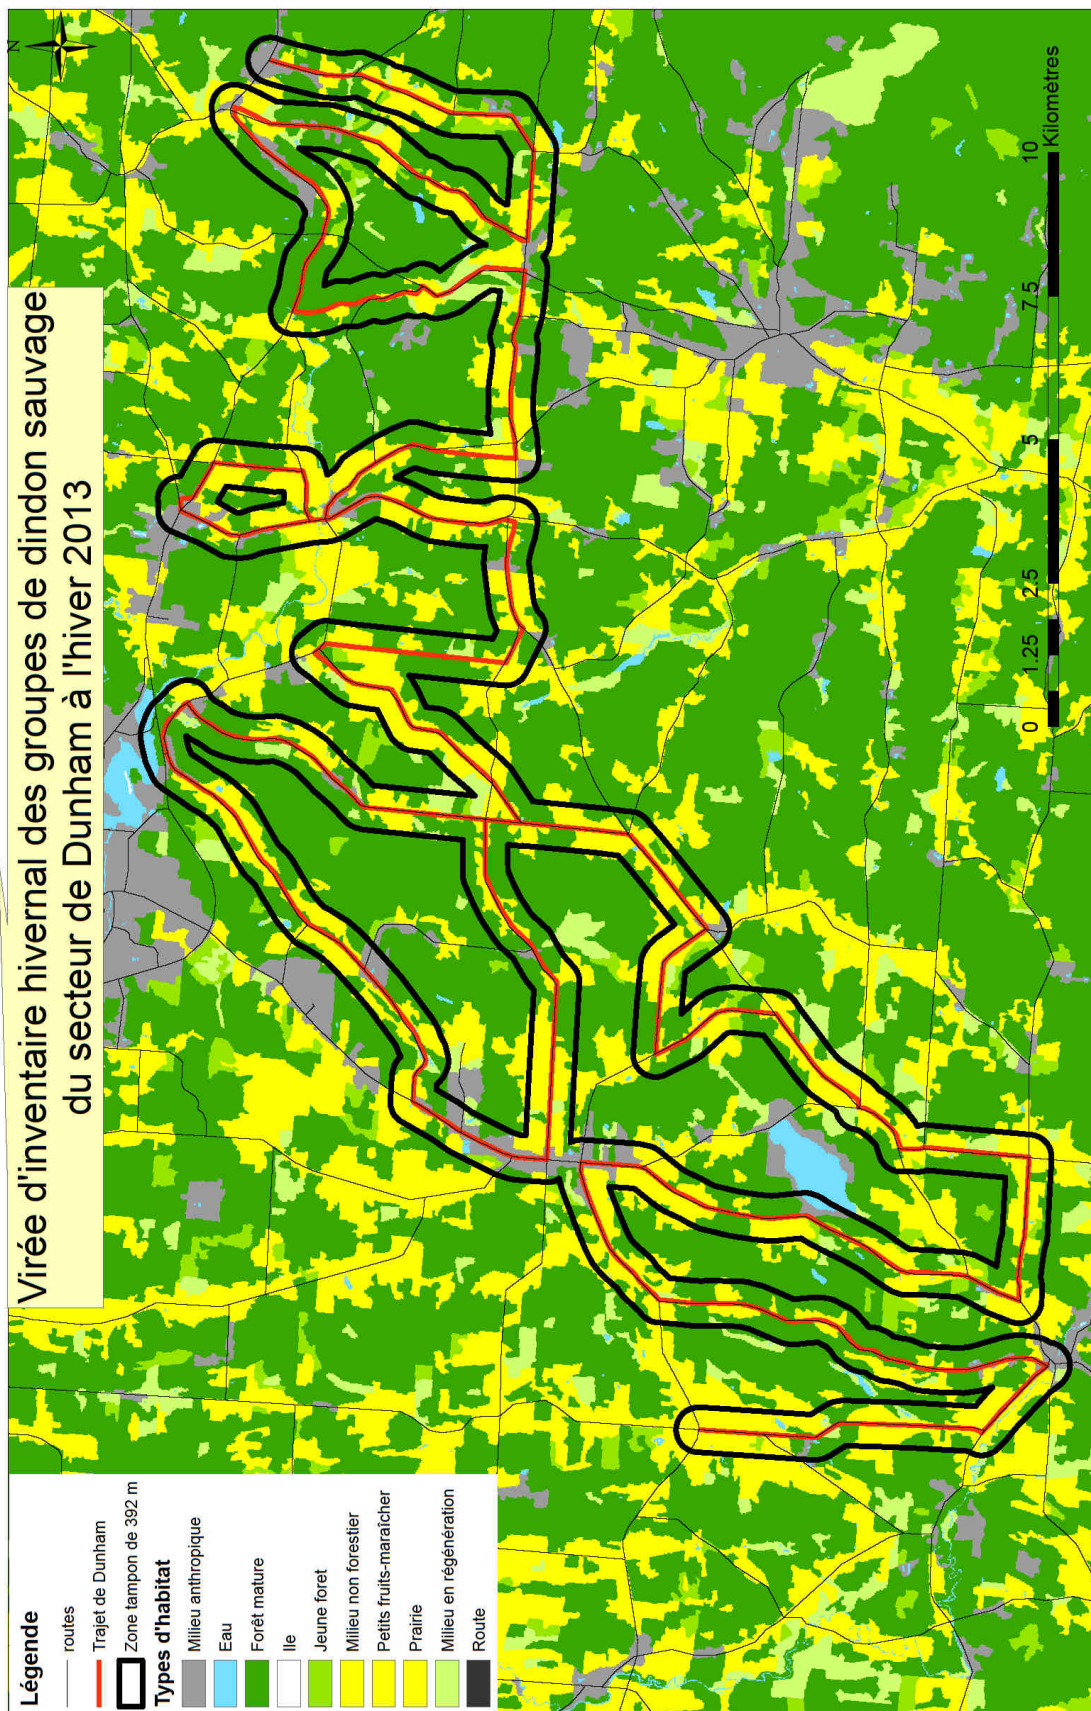 Virée d'inventaire hivernal des groupes de dindon sauvage
du secteur de Dunham à l'hiver 2013
N
Légende
routes
Trajet de Dunham
Zone tampon de 392 m
Types d'habitat
Milieu anthropique
Eau
Forêt mature
Ile
Jeune foret
Milieu non forestier
Petits fruits-maraicher
Prairie
Milieu en régénération
Route
0 1.25 2.5 5 7.5 10
Kilomètres